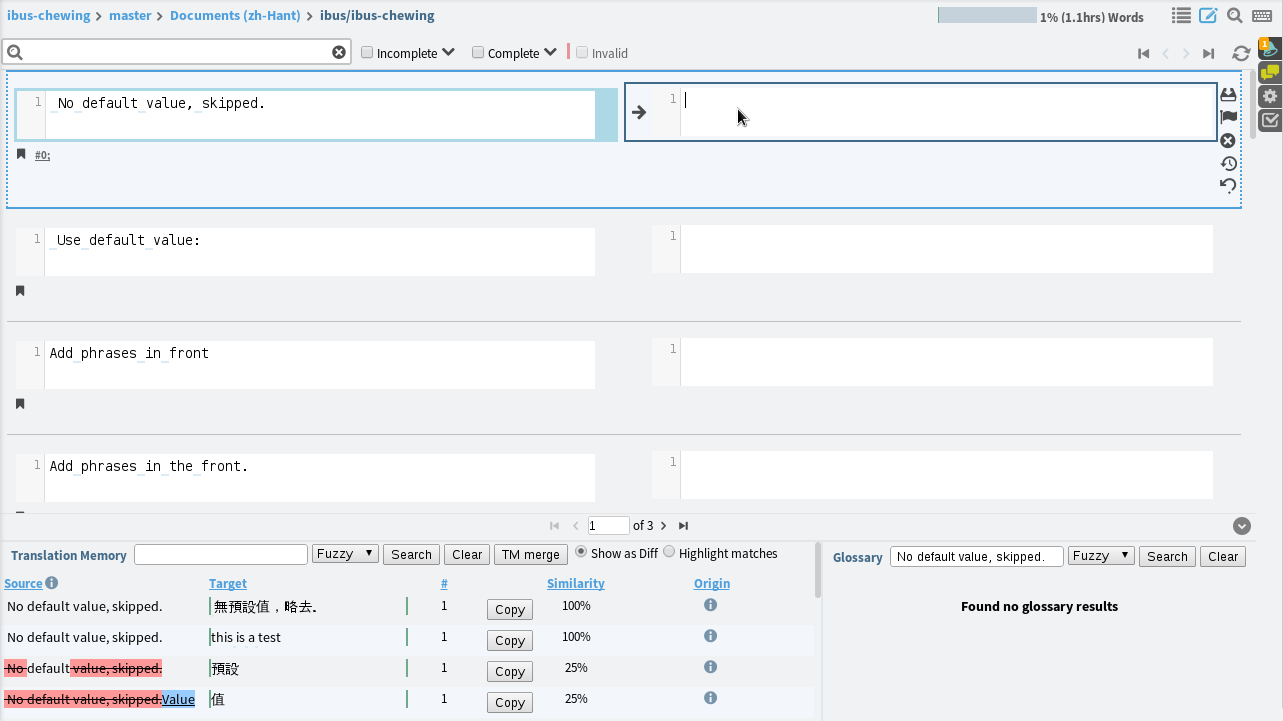 ibus-chewing > master > Documents (zh-Hant) > ibus/ibus-chewing 1% (1.1hrs) Words
Incomplete Complete Invalid
1
1 No default value, skipped. 1
#0;
1 Use default value: 1
1 Add phrases in front 1
1 Add phrases in the front. 1
1 of 3
Translation Memory Fuzzy Search Clear TM merge Show as Diff Highlight matches
Glossary No default value, skipped. Fuzzy Search Clear
Source Target # Similarity Origin
No default value, skipped. 無預設值，略去。 1 Copy 100%
Found no glossary results
No default value, skipped. this is a test 1 Copy 100%
No default value, skipped. 預設 1 Copy 25%
No default value, skipped.Value 值 1 Copy 25%